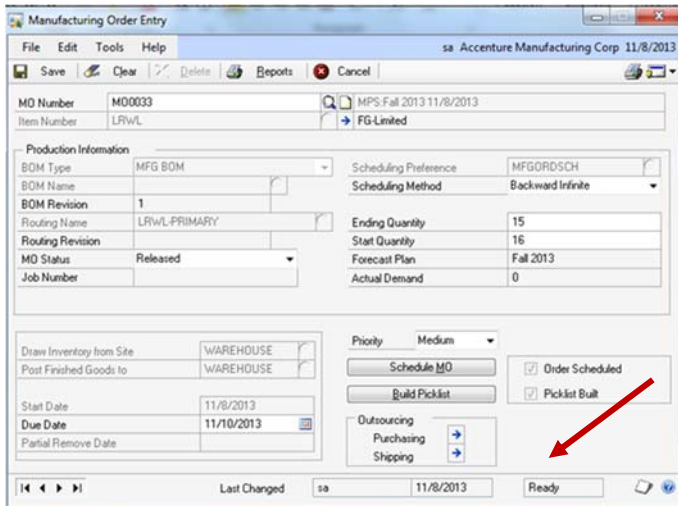 Manufacturing Order Entry
File Edit Tools Help sa Accenture Manufacturing Corp 11/8/2013
Save Clear Delete Reports Cancel
MO Number MO0033 MPS:Fall 2013 11/8/2013
Item Number LRWL FG-Limited
Production Information
BOM Type MFG BOM Scheduling Preference MFGORDSCH
BOM Name Scheduling Method Backward Infinite
BOM Revision 1
Routing Name LRWL-PRIMARY Ending Quantity 15
Routing Revision Start Quantity 16
MO Status Released Forecast Plan Fall 2013
Job Number Actual Demand 0
Priority Medium
Draw Inventory from Site WAREHOUSE Schedule MO Order Scheduled
Post Finished Goods to WAREHOUSE
Build Picklist Picklist Built
Start Date 11/8/2013
Due Date 11/10/2013 Outsourcing
Partial Remove Date Purchasing
Shipping
Last Changed sa 11/8/2013 Ready